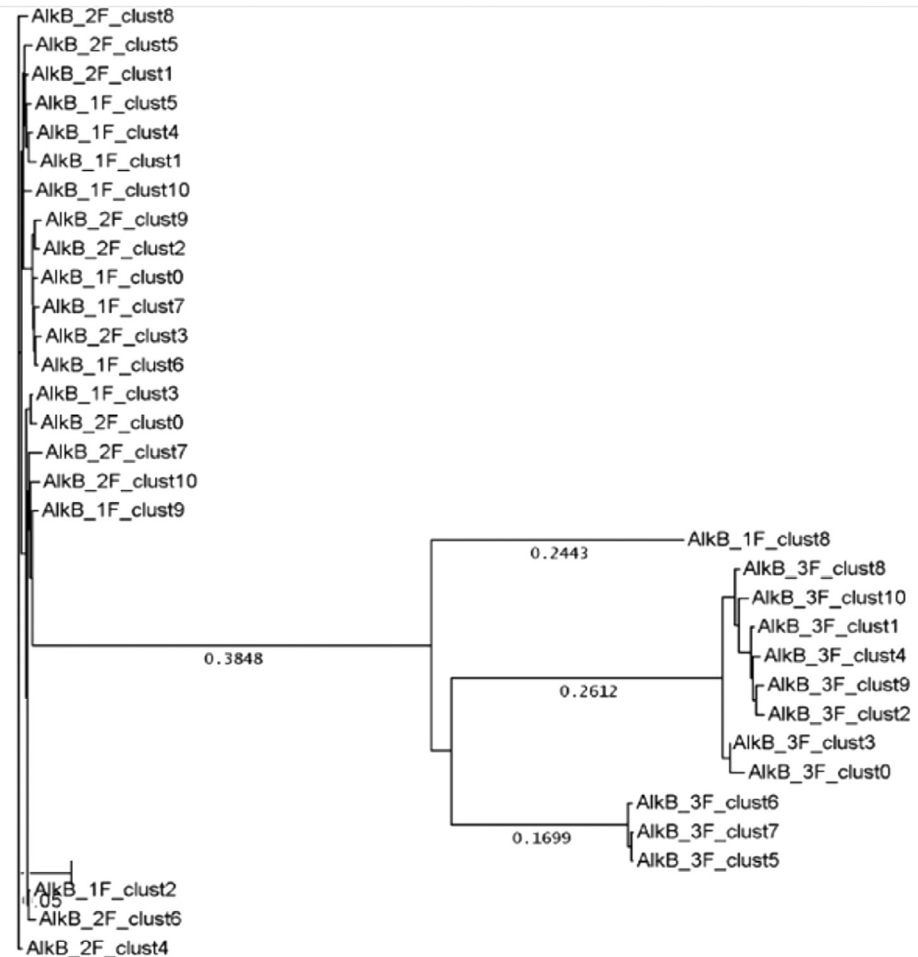 AlkB_2F_clust8
AlkB_2F_clust5
AlkB_2F_clust1
AlkB_1F_clust5
AlkB_1F_clust4
AlkB_1F_clust1
AlkB_1F_clust10
AlkB_2F_clust9
AlkB_2F_clust2
AlkB_1F_clust0
AlkB_1F_clust7
AlkB_2F_clust3
AlkB_1F_clust6
AlkB_1F_clust3
AlkB_2F_clust0
AlkB_2F_clust7
AlkB_2F_clust10
AlkB_1F_clust9
AlkB_1F_clust8
0.2443
AlkB_3F_clust8
AlkB_3F_clust10
AlkB_3F_clust1
AlkB_3F_clust4
0.3848
AlkB_3F_clust9
0.2612
AlkB_3F_clust2
AlkB_3F_clust3
AlkB_3F_clust0
AlkB_3F_clust6
AlkB_3F_clust7
0.1699
AlkB_3F_clust5
AlkB_1F_clust2
0.05
AlkB_2F_clust6
AlkB_2F_clust4